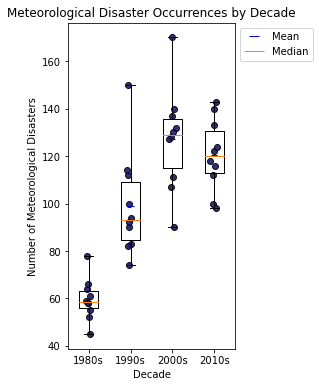 Meteorological Disaster Occurrences by Decade
Mean
Median
160
140
120
100
80
60
40
Number of Meteorological Disasters
1980s 1990s 2000s 2010s
Decade